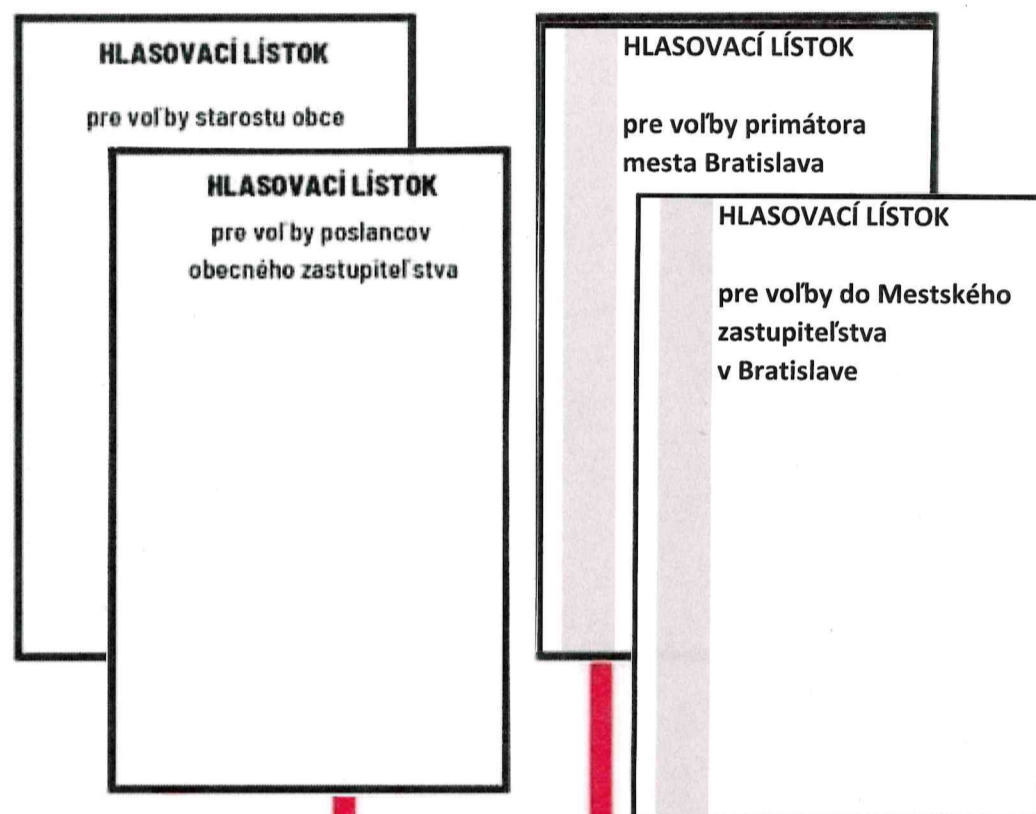 HLASOVACÍ LÍSTOK
pre voľby starostu obce
HLASOVACÍ LÍSTOK
pre voľby poslancov
obecného zastupiteľstva
HLASOVACÍ LÍSTOK
pre voľby primátora
mesta Bratislava
HLASOVACÍ LÍSTOK
pre voľby do Mestského
zastupiteľstva
v Bratislave